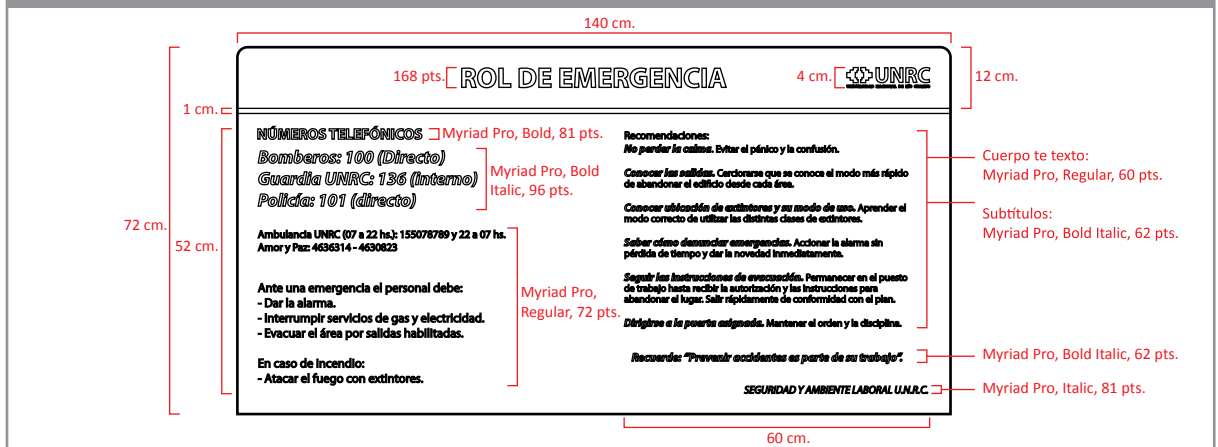 140 cm.
168 pts.
ROL DE EMERGENCIA
4 cm.
UNRC
UNIVERSIDAD NACIONAL DE RÍO CUARTO
12 cm.
1 cm.
72 cm.
52 cm.
NÚMEROS TELEFÓNICOS
Myriad Pro, Bold, 81 pts.
Bomberos: 100 (Directo)
Guardia UNRC: 136 (interno)
Policía: 101 (directo)
Myriad Pro, Bold
Italic, 96 pts.
Ambulancia UNRC (07 a 22 hs.): 155078789 y 22 a 07 hs.
Amor y Paz: 4636314 - 4630823
Ante una emergencia el personal debe:
- Dar la alarma.
- Interrumpir servicios de gas y electricidad.
- Evacuar el área por salidas habilitadas.
En caso de incendio:
- Atacar el fuego con extintores.
Myriad Pro,
Regular, 72 pts.
Recomendaciones:
No perder la calma. Evitar el pánico y la confusión.
Conocer las salidas. Cerciorarse que se conoce el modo más rápido
de abandonar el edificio desde cada área.
Conocer ubicación de extintores y su modo de uso. Aprender el
modo correcto de utilizar las distintas clases de extintores.
Saber cómo denunciar emergencias. Accionar la alarma sin
pérdida de tiempo y dar la novedad inmediatamente.
Seguir las instrucciones de evacuación. Permanecer en el puesto
de trabajo hasta recibir la autorización y las instrucciones para
abandonar el lugar. Salir rápidamente de conformidad con el plan.
Dirigirse a la puerta asignada. Mantener el orden y la disciplina.
Recuerde: "Prevenir accidentes es parte de su trabajo".
SEGURIDAD Y AMBIENTE LABORAL U.N.R.C.
Cuerpo te texto:
Myriad Pro, Regular, 60 pts.
Subtítulos:
Myriad Pro, Bold Italic, 62 pts.
Myriad Pro, Bold Italic, 62 pts.
Myriad Pro, Italic, 81 pts.
60 cm.